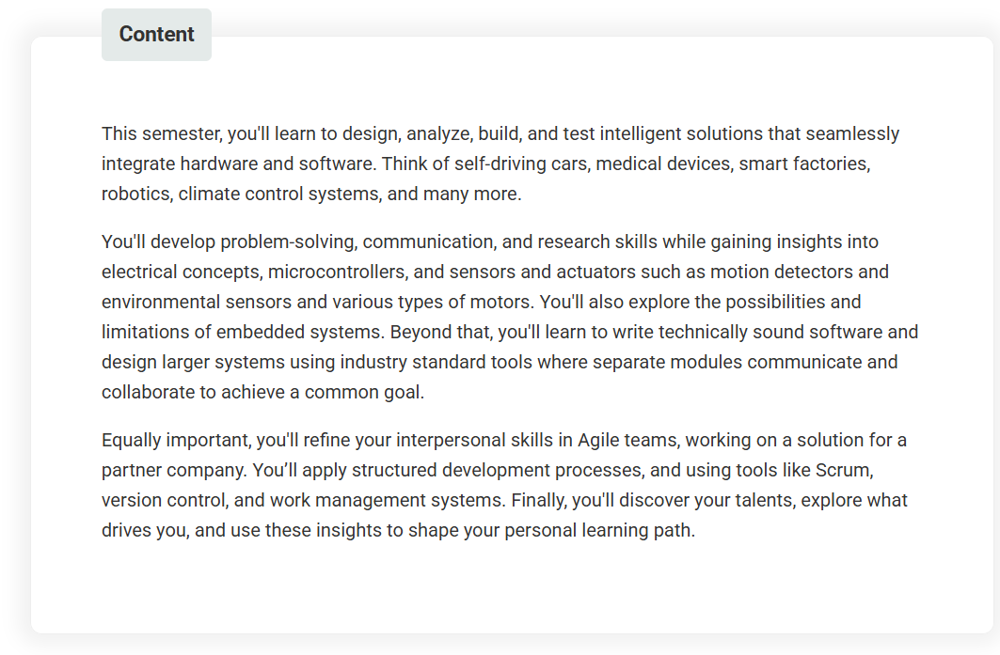 Content
This semester, you'll learn to design, analyze, build, and test intelligent solutions that seamlessly
integrate hardware and software. Think of self-driving cars, medical devices, smart factories,
robotics, climate control systems, and many more.
You'll develop problem-solving, communication, and research skills while gaining insights into
electrical concepts, microcontrollers, and sensors and actuators such as motion detectors and
environmental sensors and various types of motors. You'll also explore the possibilities and
limitations of embedded systems. Beyond that, you'll learn to write technically sound software and
design larger systems using industry standard tools where separate modules communicate and
collaborate to achieve a common goal.
Equally important, you'll refine your interpersonal skills in Agile teams, working on a solution for a
partner company. You’ll apply structured development processes, and using tools like Scrum,
version control, and work management systems. Finally, you'll discover your talents, explore what
drives you, and use these insights to shape your personal learning path.